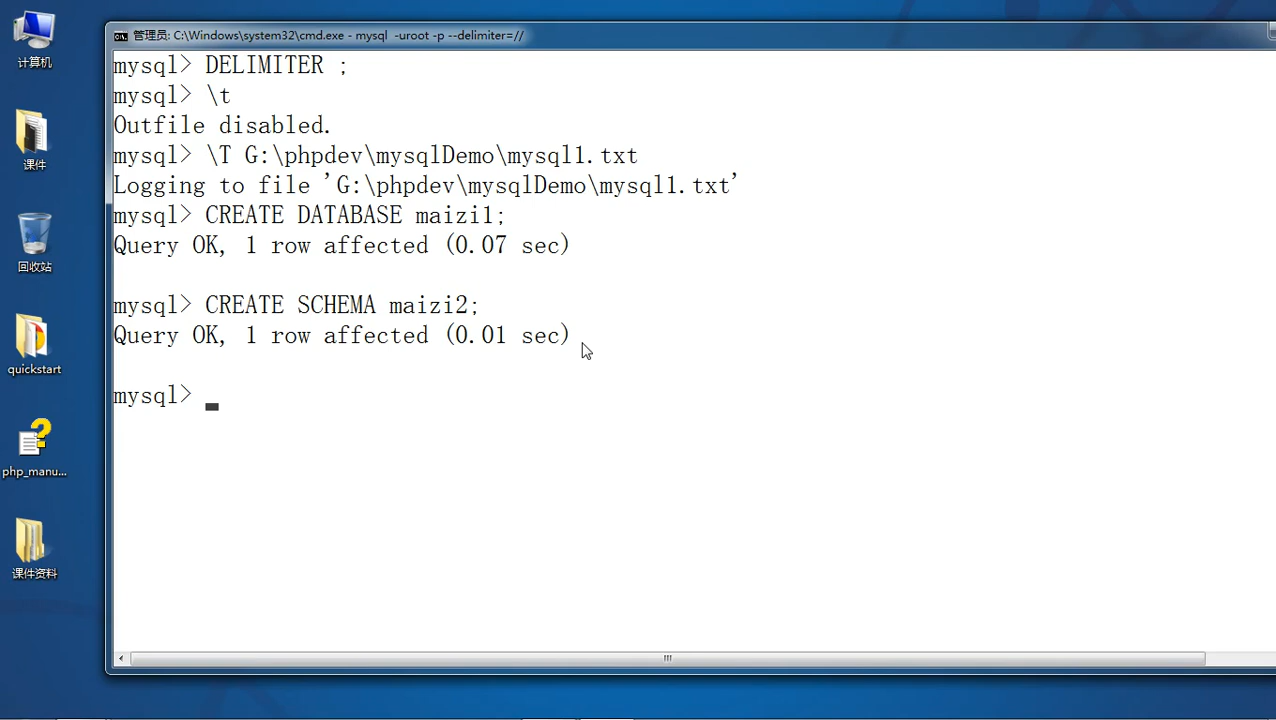 计算机
课件
回收站
quickstart
php_manu...
课件资料
管理员: C:\Windows\system32\cmd.exe - mysql  -uroot -p --delimiter=//
mysql> DELIMITER ;
mysql> \t
Outfile disabled.
mysql> \T G:\phpdev\mysqlDemo\mysql1.txt
Logging to file 'G:\phpdev\mysqlDemo\mysql1.txt'
mysql> CREATE DATABASE maizi1;
Query OK, 1 row affected (0.07 sec)
mysql> CREATE SCHEMA maizi2;
Query OK, 1 row affected (0.01 sec)
mysql>